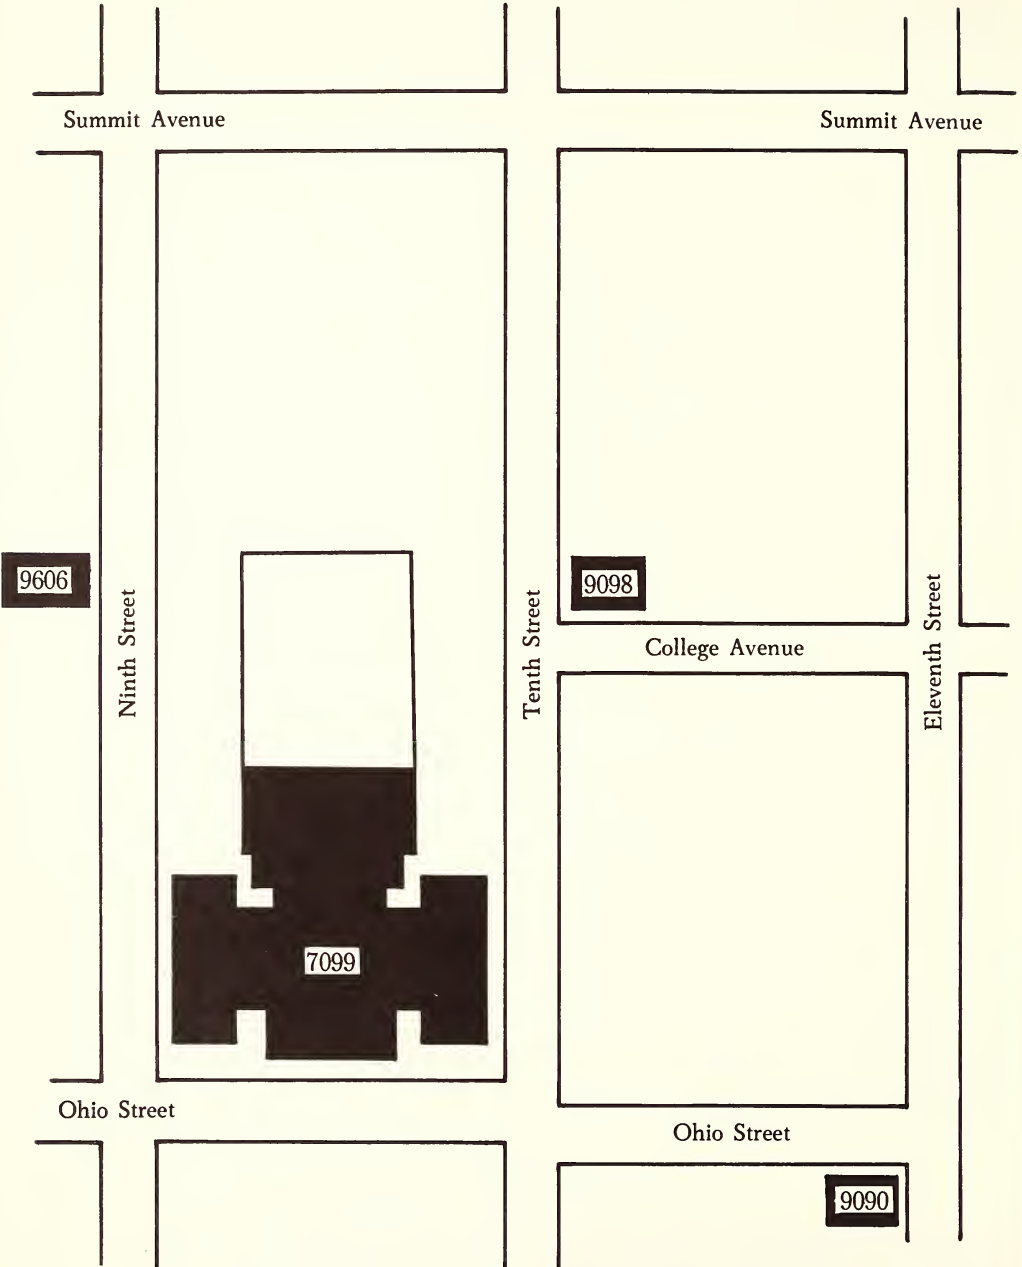 Summit Avenue
Summit Avenue
9606
Ninth Street
Tenth Street
9098
College Avenue
Eleventh Street
7099
Ohio Street
Ohio Street
9090